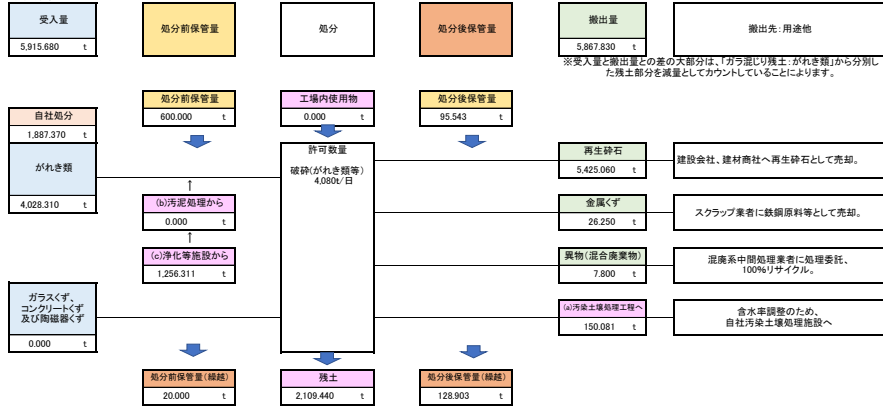 受入量
5,915.680 t
処分前保管量
処分
処分後保管量
搬出量
5,867.830 t
搬出先:用途他
※受入量と搬出量との差の大部分は、「ガラ混じり残土:がれき類」から分別し
た残土部分を減量としてカウントしていることによります。
処分前保管量
600.000 t
工場内使用物
0.000 t
処分後保管量
95.543 t
自社処分
1,887.370 t
がれき類
4,028.310 t
許可数量
破砕(がれき類等)
4,080t/日
再生砕石
5,425.060 t
建設会社、建材商社へ再生砕石として売却。
↑
(b)汚泥処理から
0.000 t
↑
(c)浄化等施設から
1,256.311 t
金属くず
26.250 t
スクラップ業者に鉄鋼原料等として売却。
異物(混合廃棄物)
7.800 t
混廃系中間処理業者に処理委託、
100%リサイクル。
ガラスくず、
コンクリートくず
及び陶磁器くず
0.000 t
(a)汚染土壌処理工程へ
150.081 t
含水率調整のため、
自社汚染土壌処理施設へ
処分前保管量(繰越)
20.000 t
残土
2,109.440 t
処分後保管量(繰越)
128.903 t